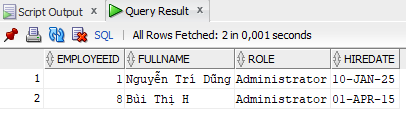 Script Output × Query Result ×
SQL | All Rows Fetched: 2 in 0,001 seconds
EMPLOYEEID FULLNAME ROLE HIREDATE
1 1 Nguyễn Trí Dũng Administrator 10-JAN-25
2 8 Bùi Thị H Administrator 01-APR-15